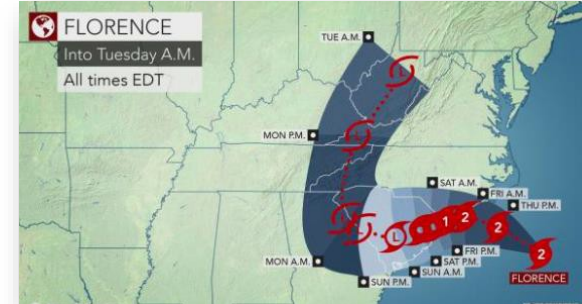 FLORENCE
Into Tuesday A.M.
All times EDT
TUE A.M.
MON P.M.
SAT A.M.
FRI A.M.
THU P.M.
L
L
L
L
L
1
2
2
2
FRI P.M.
SAT P.M.
SUN A.M.
SUN P.M.
MON A.M.
FLORENCE